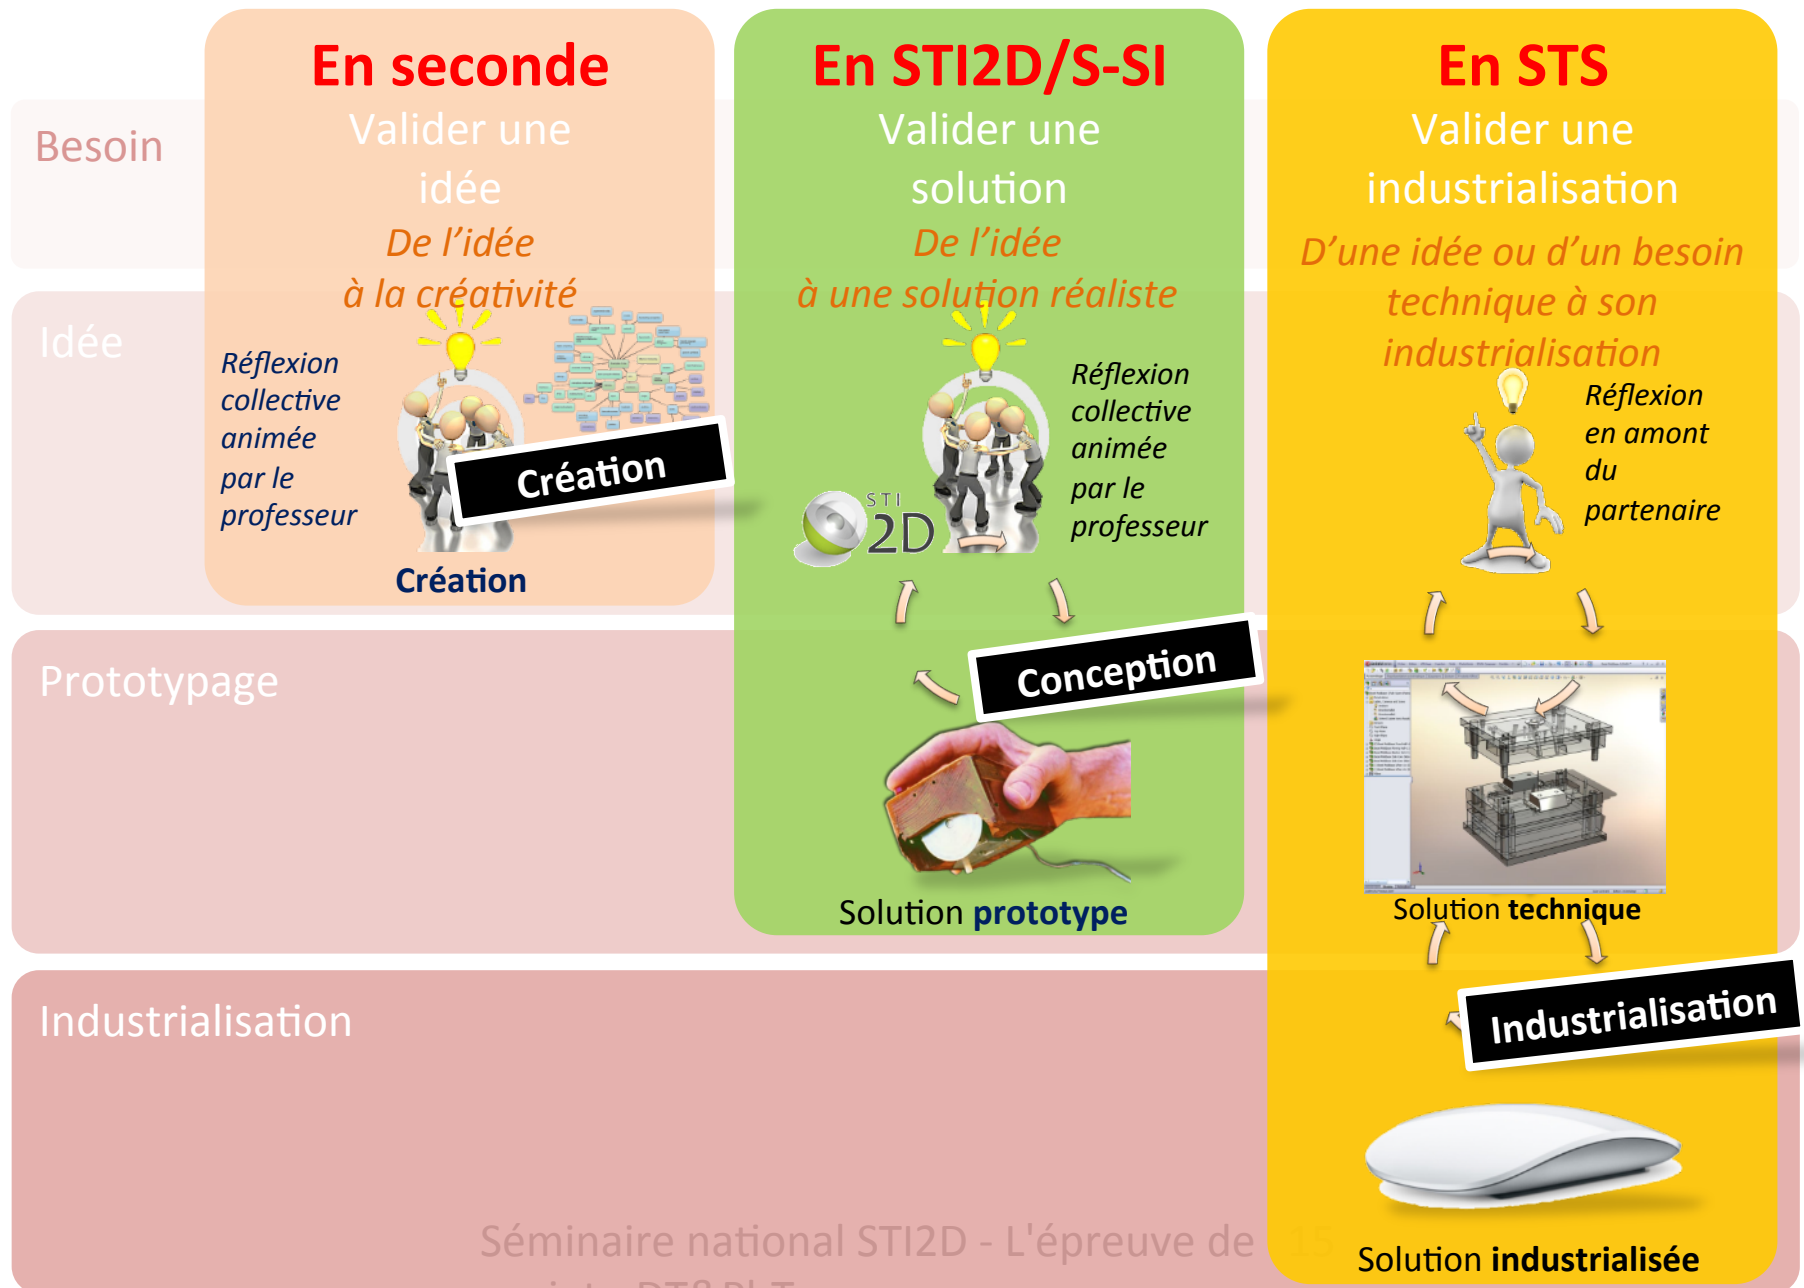 En seconde
Valider une
idée
De l’idée
à la créativité
Réflexion
collective
animée
par le
professeur
Création
Création
En STI2D/S-SI
Valider une
solution
De l’idée
à une solution réaliste
Réflexion
collective
animée
par le
professeur
STI
2D
Conception
Solution prototype
En STS
Valider une
industrialisation
D’une idée ou d’un besoin
technique à son
industrialisation
Réflexion
en amont
du
partenaire
Solution technique
Industrialisation
Solution industrialisée
Besoin
Idée
Prototypage
Industrialisation
Séminaire national STI2D - L'épreuve de
15